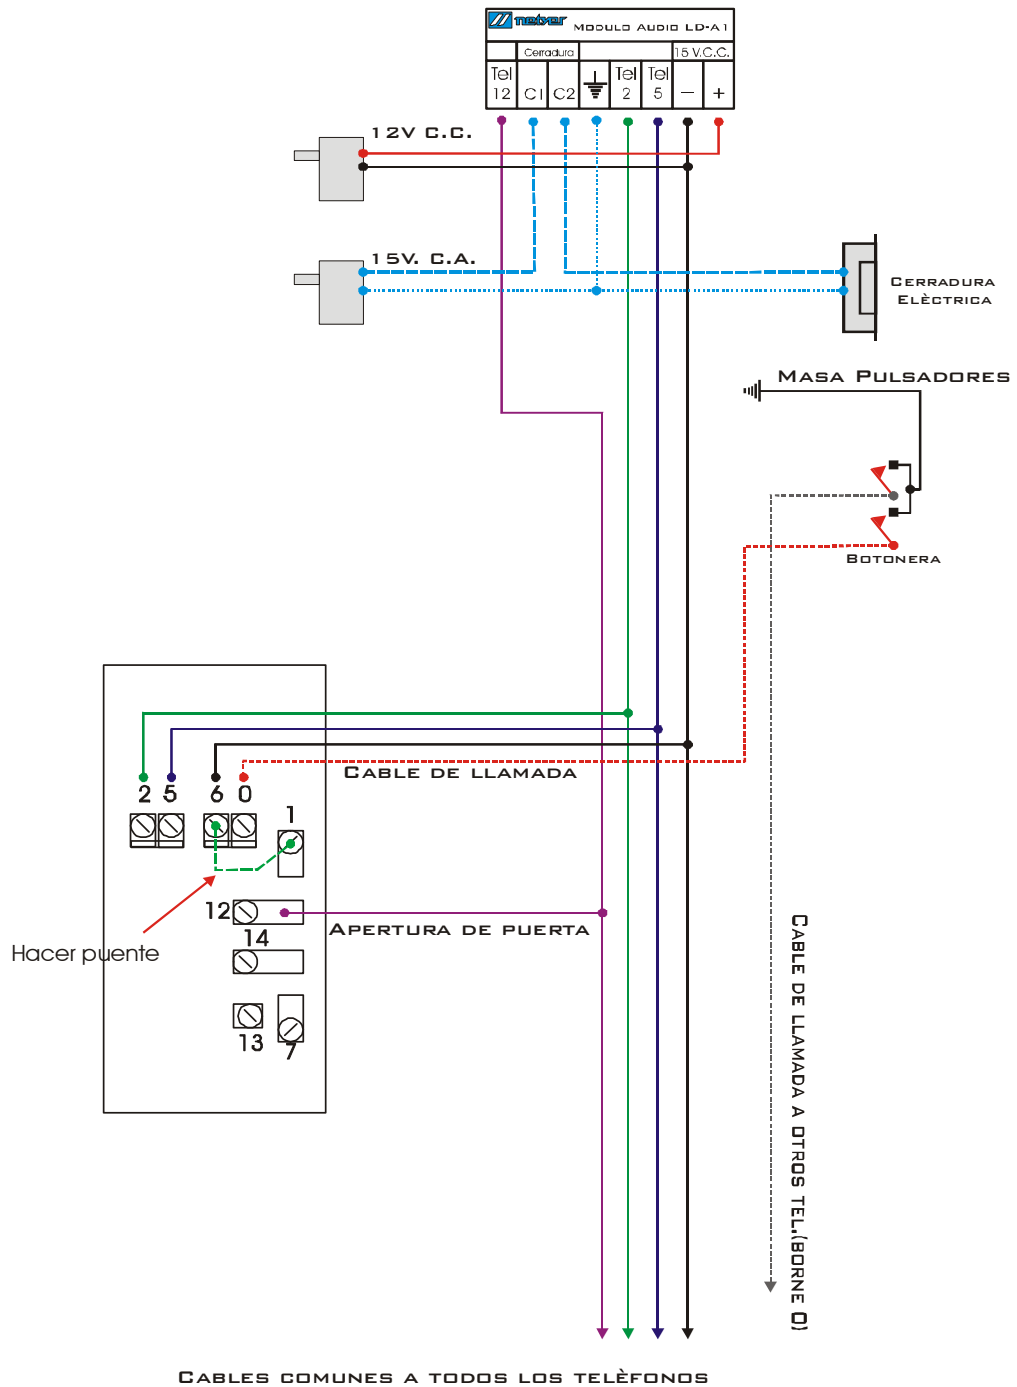 netver Modulo Audio LD-A1
Cerradura 15 V.C.C.
Tel Tel Tel
12 C1 C2 2 5 — +
12V C.C.
15V. C.A.
Cerradura
Elèctrica
Masa Pulsadores
Botonera
Cable de llamada
2 5 6 0
1
12
Apertura de puerta
14
Hacer puente
13
7
Cable de llamada a otros tel.(borne 0)
Cables comunes a todos los telèfonos